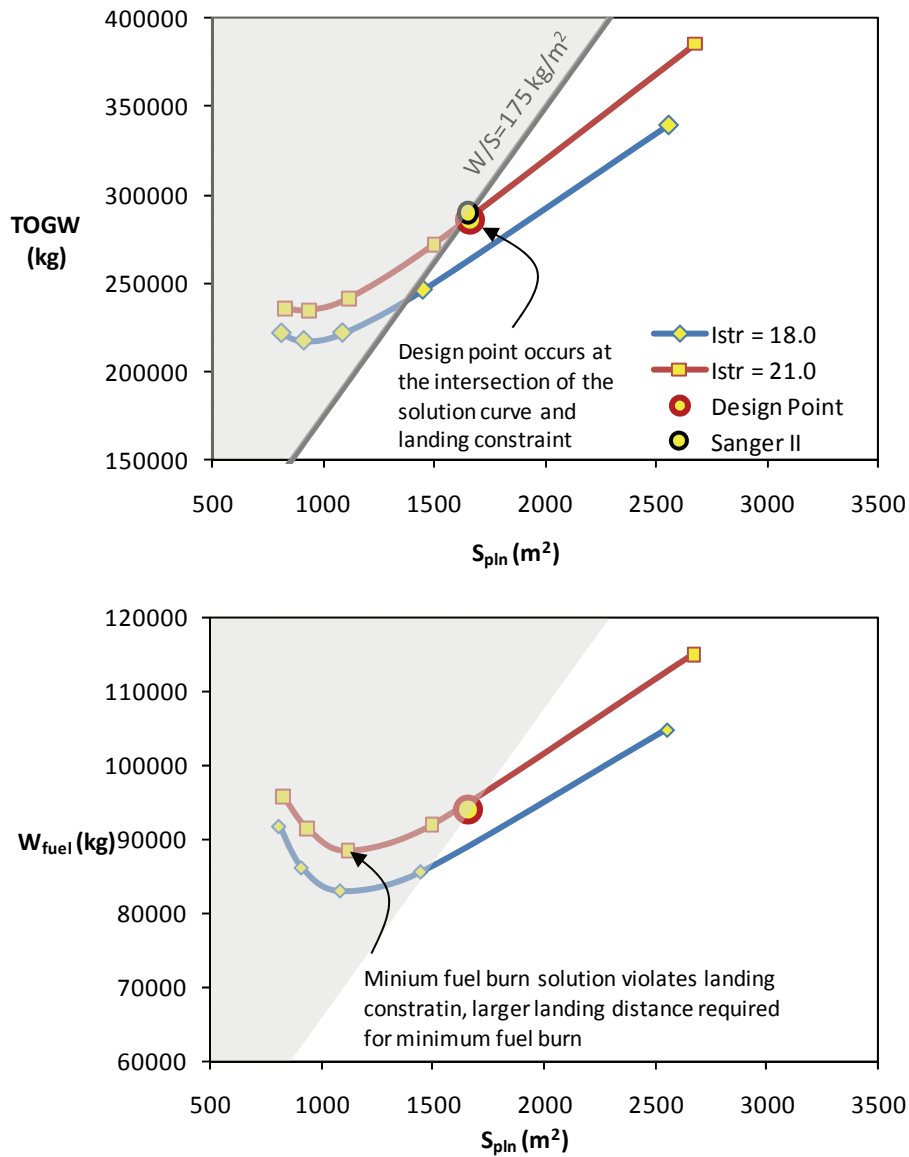 400000
350000
300000
250000
200000
150000
TOGW
(kg)
W/S=175 kg/m²
Design point occurs at
the intersection of the
solution curve and
landing constraint
Istr = 18.0
Istr = 21.0
Design Point
Sanger II
500 1000 1500 2000 2500 3000 3500
Spln (m²)
120000
110000
100000
90000
80000
70000
60000
Wfuel (kg)
Minium fuel burn solution violates landing
constratin, larger landing distance required
for minimum fuel burn
500 1000 1500 2000 2500 3000 3500
Spln (m²)